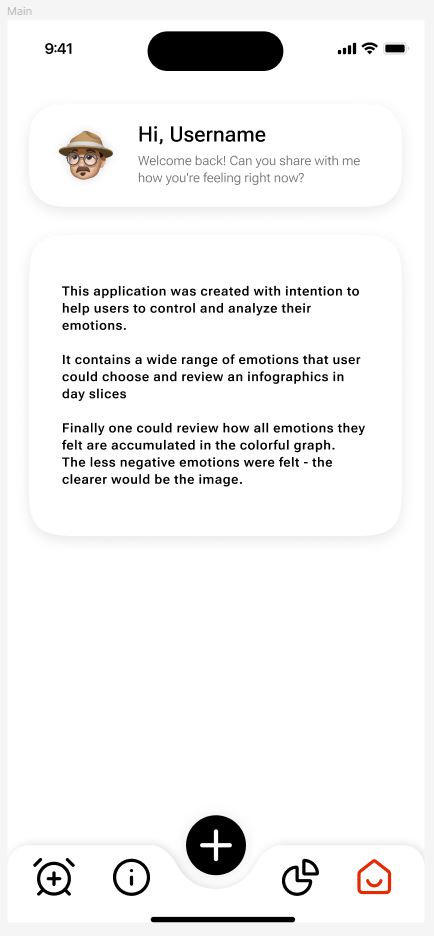 Main
9:41
Hi, Username
Welcome back! Can you share with me
how you're feeling right now?
This application was created with intention to
help users to control and analyze their
emotions.
It contains a wide range of emotions that user
could choose and review an infographics in
day slices
Finally one could review how all emotions they
felt are accumulated in the colorful graph.
The less negative emotions were felt - the
clearer would be the image.